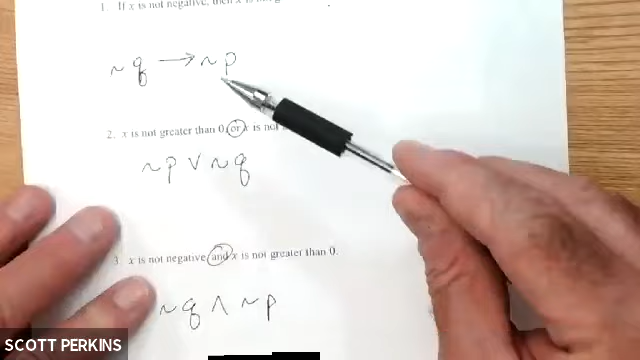 1. If x is not negative, then x is not
~q → ~p
2. x is not greater than 0, or x is not
~p ∨ ~q
3. x is not negative and x is not greater than 0.
~q ∧ ~p
SCOTT PERKINS